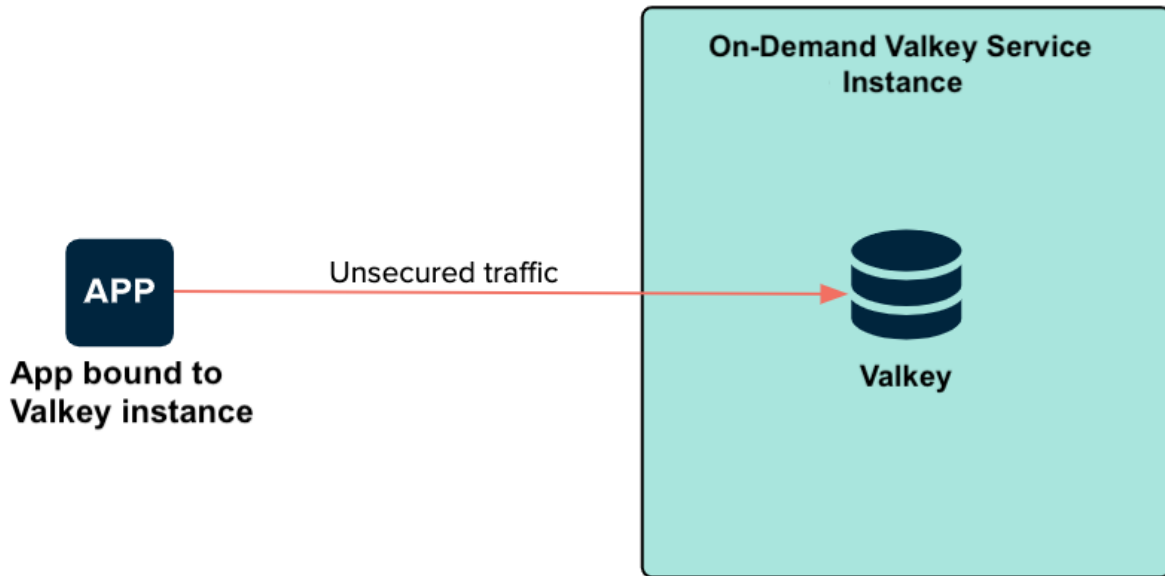 On-Demand Valkey Service
Instance
Unsecured traffic
APP
App bound to
Valkey instance
Valkey